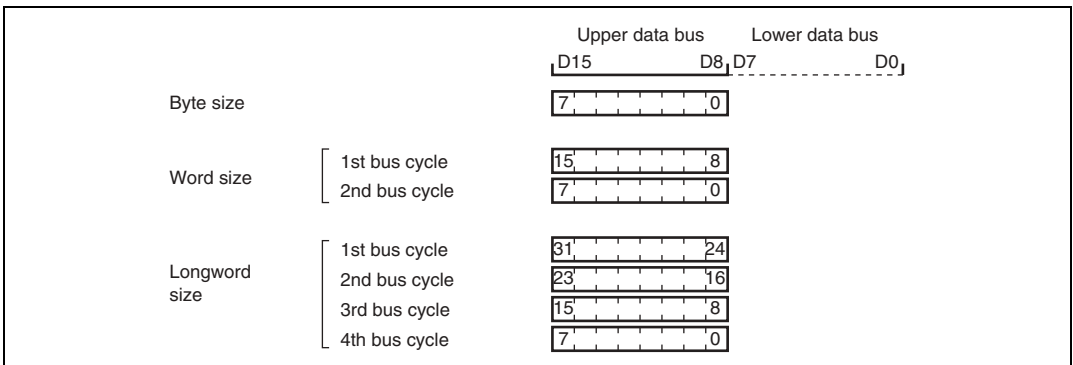 Upper data bus Lower data bus
D15 D8 D7 D0
Byte size 7 0
Word size
1st bus cycle 15 8
2nd bus cycle 7 0
Longword
size
1st bus cycle 31 24
2nd bus cycle 23 16
3rd bus cycle 15 8
4th bus cycle 7 0